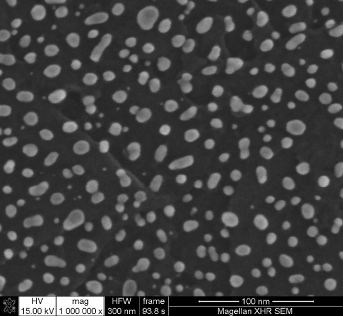 HV mag HFW frame 100 nm
15.00 kV 1 000 000 x 300 nm 93.8 s Magellan XHR SEM